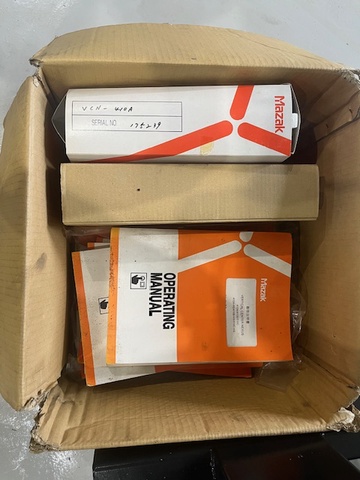 VCN-410A
SERIAL NO.
175239
Mazak
OPERATING
MANUAL
Mazak